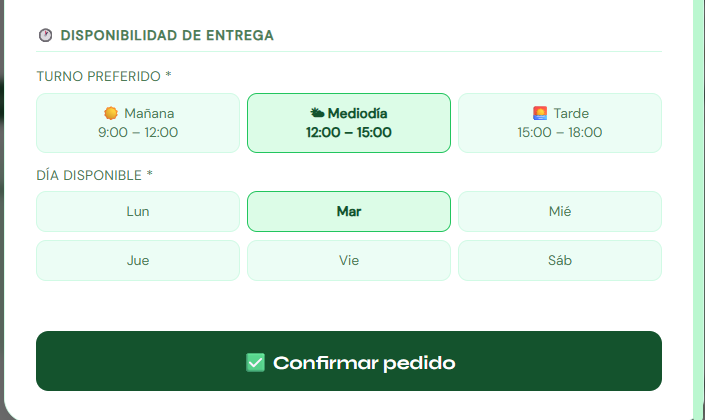 DISPONIBILIDAD DE ENTREGA
TURNO PREFERIDO *
Mañana
9:00 – 12:00
Mediodía
12:00 – 15:00
Tarde
15:00 – 18:00
DÍA DISPONIBLE *
Lun
Mar
Mié
Jue
Vie
Sáb
Confirmar pedido